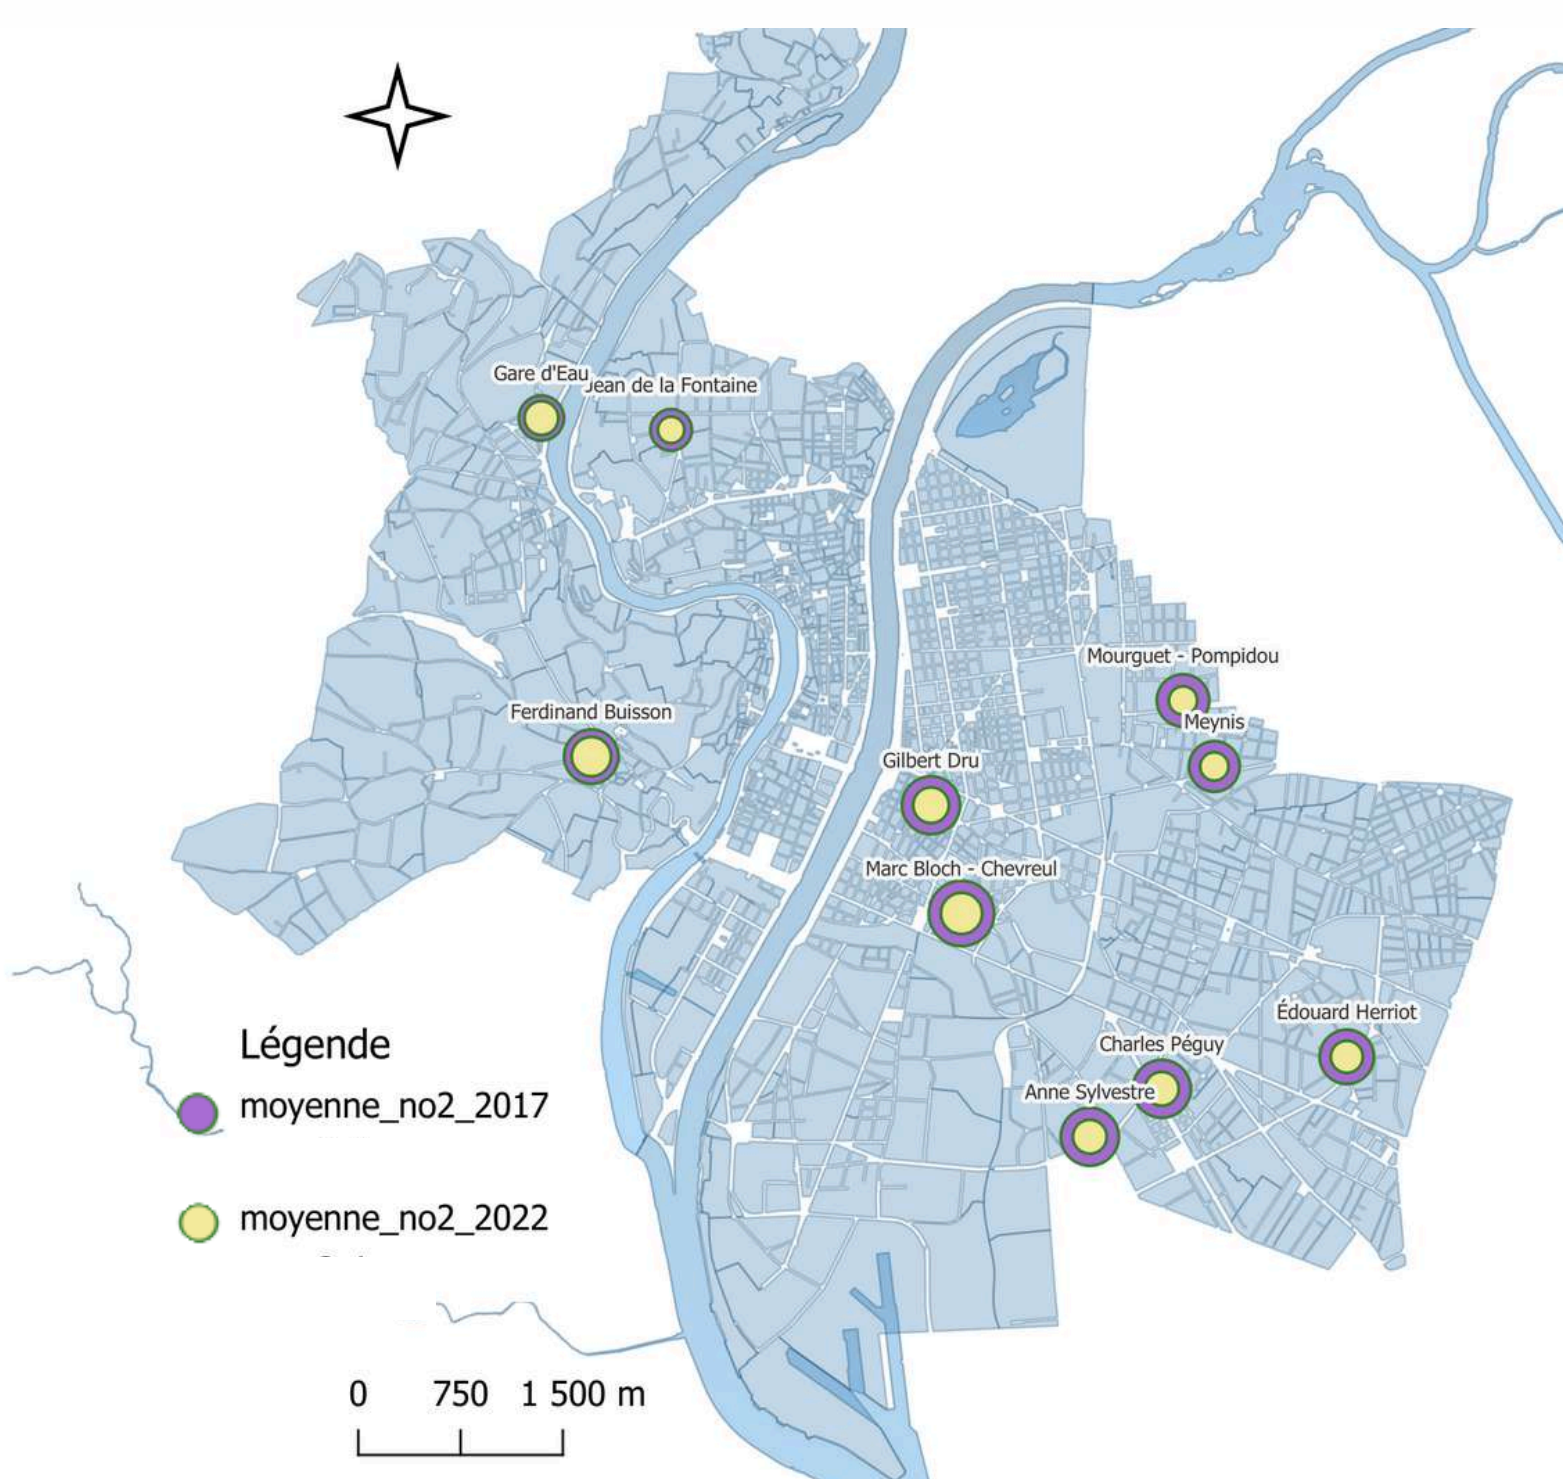 Gare d'Eau
Jean de la Fontaine
Mourguet - Pompidou
Ferdinand Buisson
Meynis
Gilbert Dru
Marc Bloch - Chevreul
Édouard Herriot
Charles Péguy
Anne Sylvestre
Légende
moyenne_no2_2017
moyenne_no2_2022
0 750 1 500 m